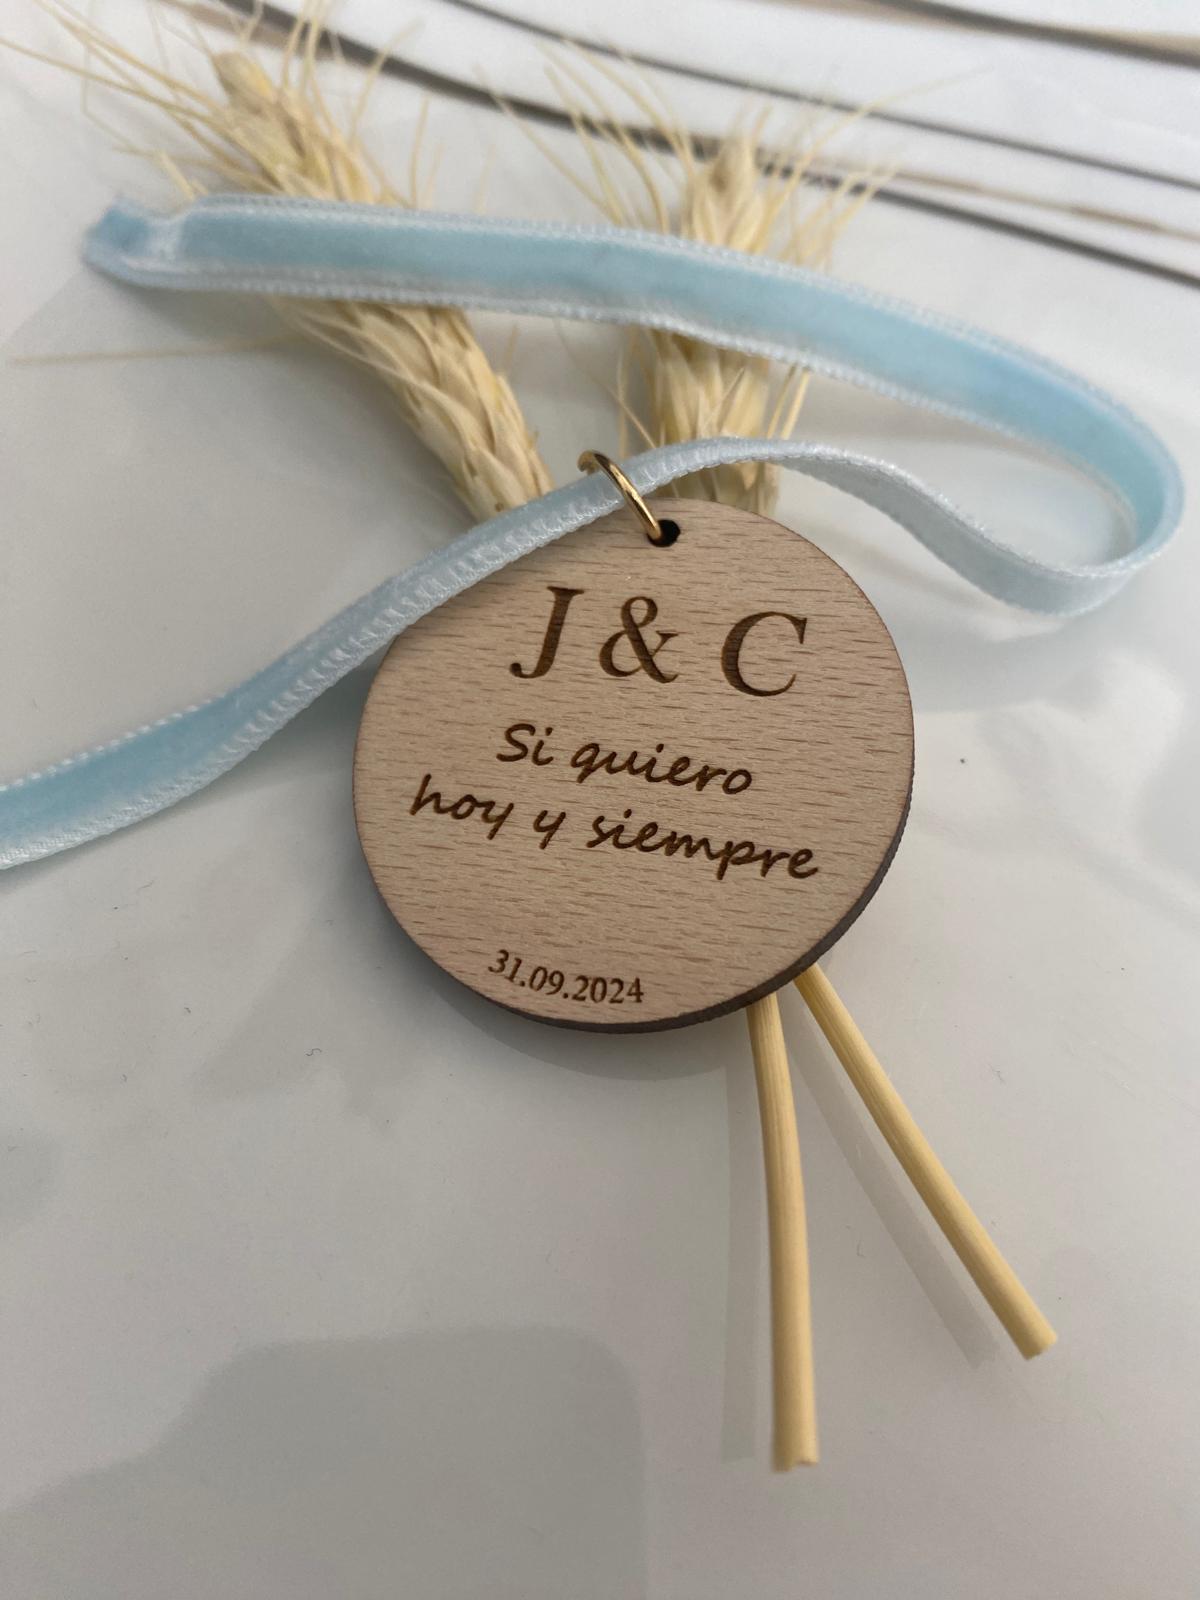 J & C
Si quiero
hoy y siempre
31.09.2024